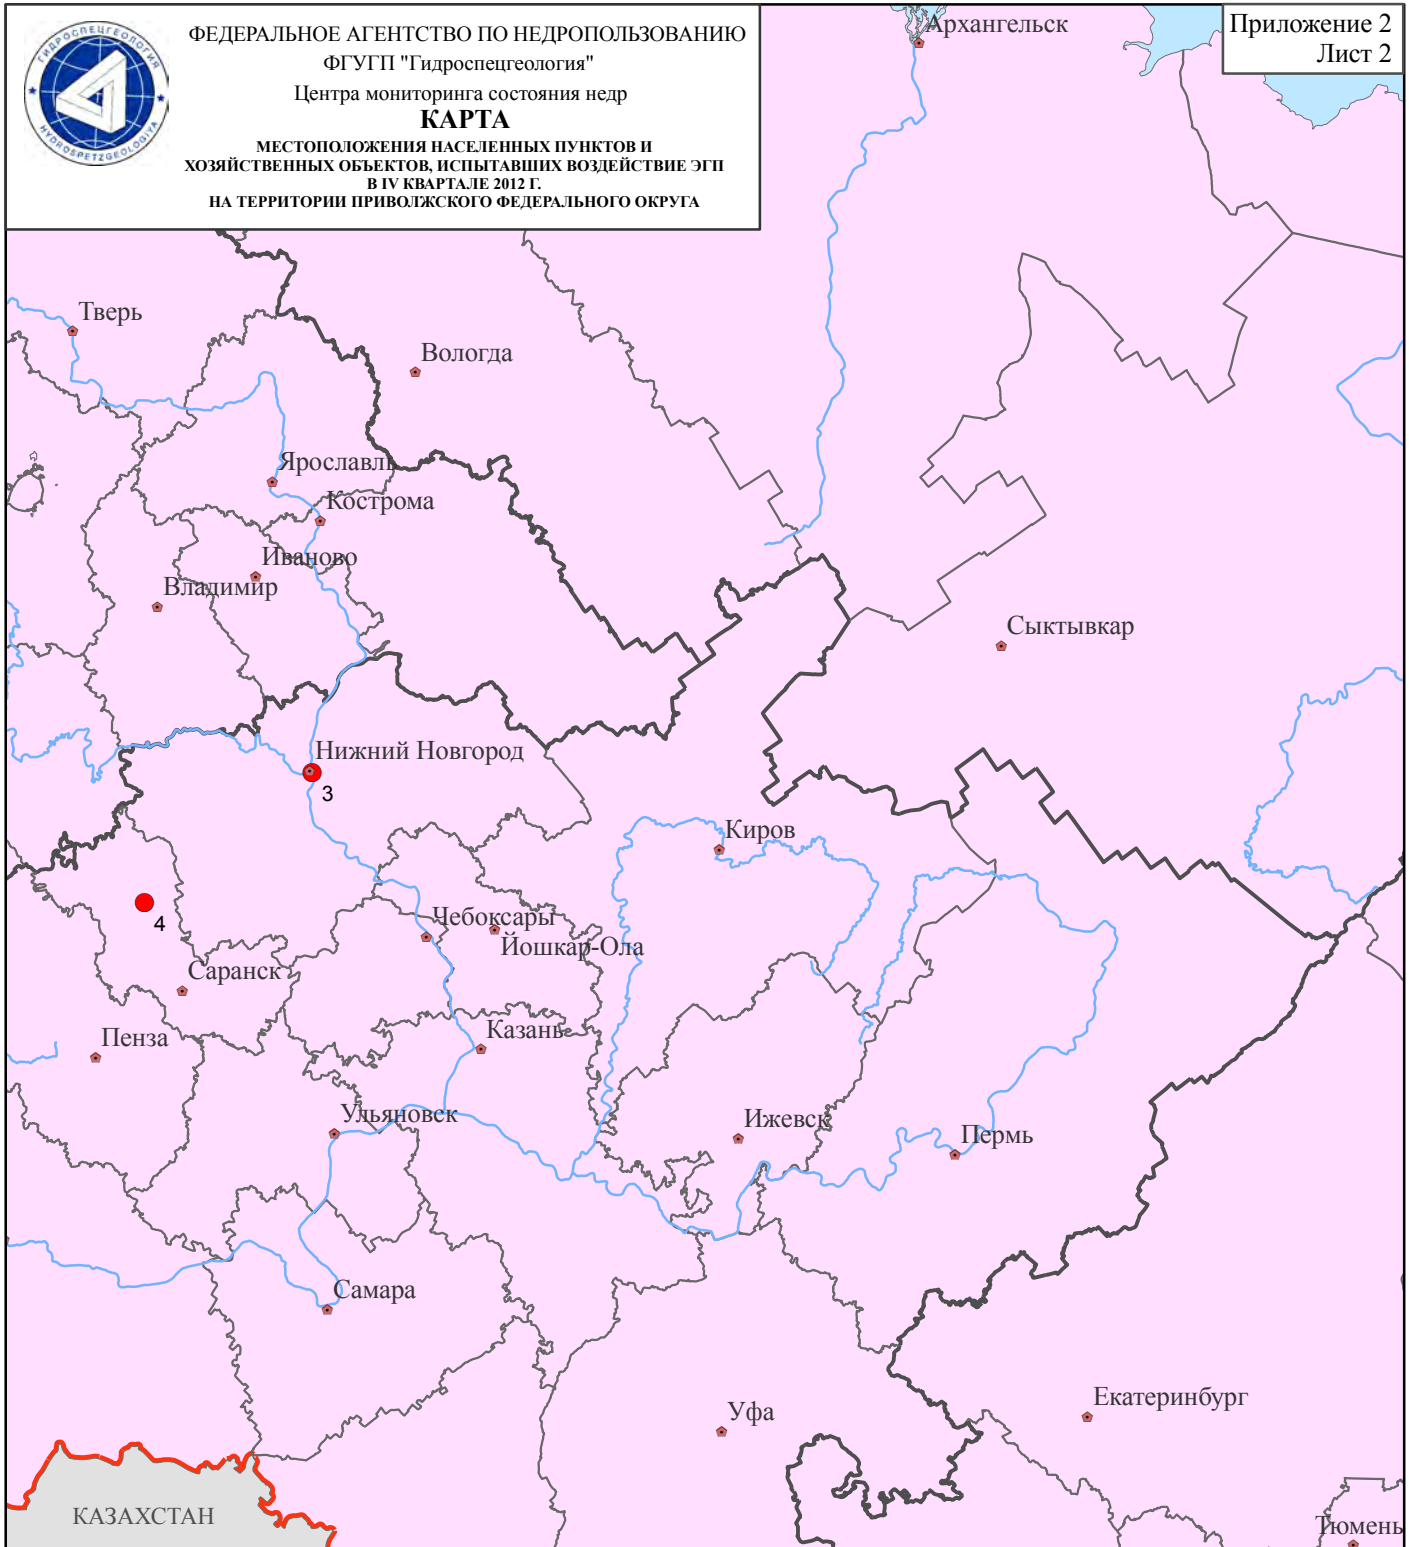 ГИДРОСПЕЦГЕОЛОГИЯ
HYDROSPETZGEOLOGIYA
ФЕДЕРАЛЬНОЕ АГЕНТСТВО ПО НЕДРОПОЛЬЗОВАНИЮ
ФГУГП "Гидроспецгеология"
Центра мониторинга состояния недр
КАРТА
МЕСТОПОЛОЖЕНИЯ НАСЕЛЕННЫХ ПУНКТОВ И
ХОЗЯЙСТВЕННЫХ ОБЪЕКТОВ, ИСПЫТАВШИХ ВОЗДЕЙСТВИЕ ЭГП
В IV КВАРТАЛЕ 2012 Г.
НА ТЕРРИТОРИИ ПРИВОЛЖСКОГО ФЕДЕРАЛЬНОГО ОКРУГА
Приложение 2
Лист 2
Архангельск
Тверь
Вологда
Ярославль
Кострома
Иваново
Владимир
Сыктывкар
Нижний Новгород
3
Киров
4
Чебоксары
Йошкар-Ола
Саранск
Пенза
Казань
Ульяновск
Ижевск
Пермь
Самара
Екатеринбург
Уфа
КАЗАХСТАН
Тюмень